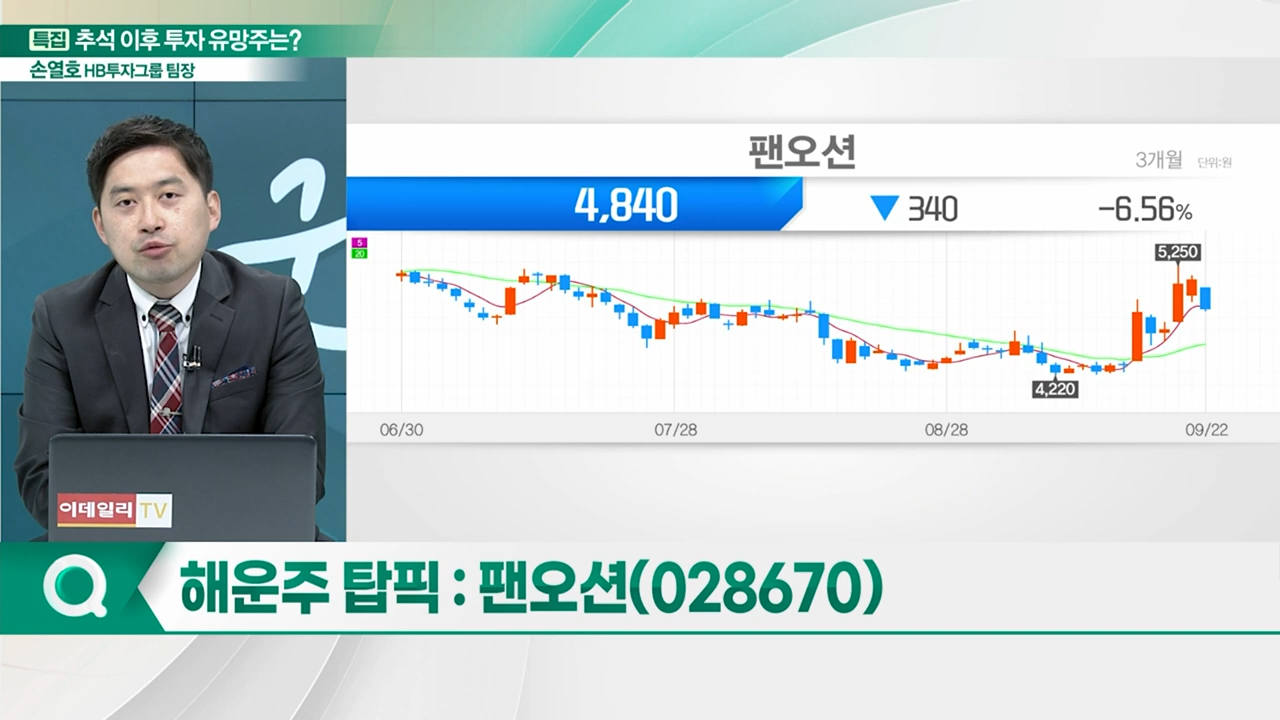 특집 추석 이후 투자 유망주는?
손열호 HB투자그룹 팀장
팬오션
3개월 단위:원
4,840 ▼ 340 -6.56%
5
20
5,250
4,220
06/30 07/28 08/28 09/22
이데일리 TV
해운주 탑픽 : 팬오션(028670)